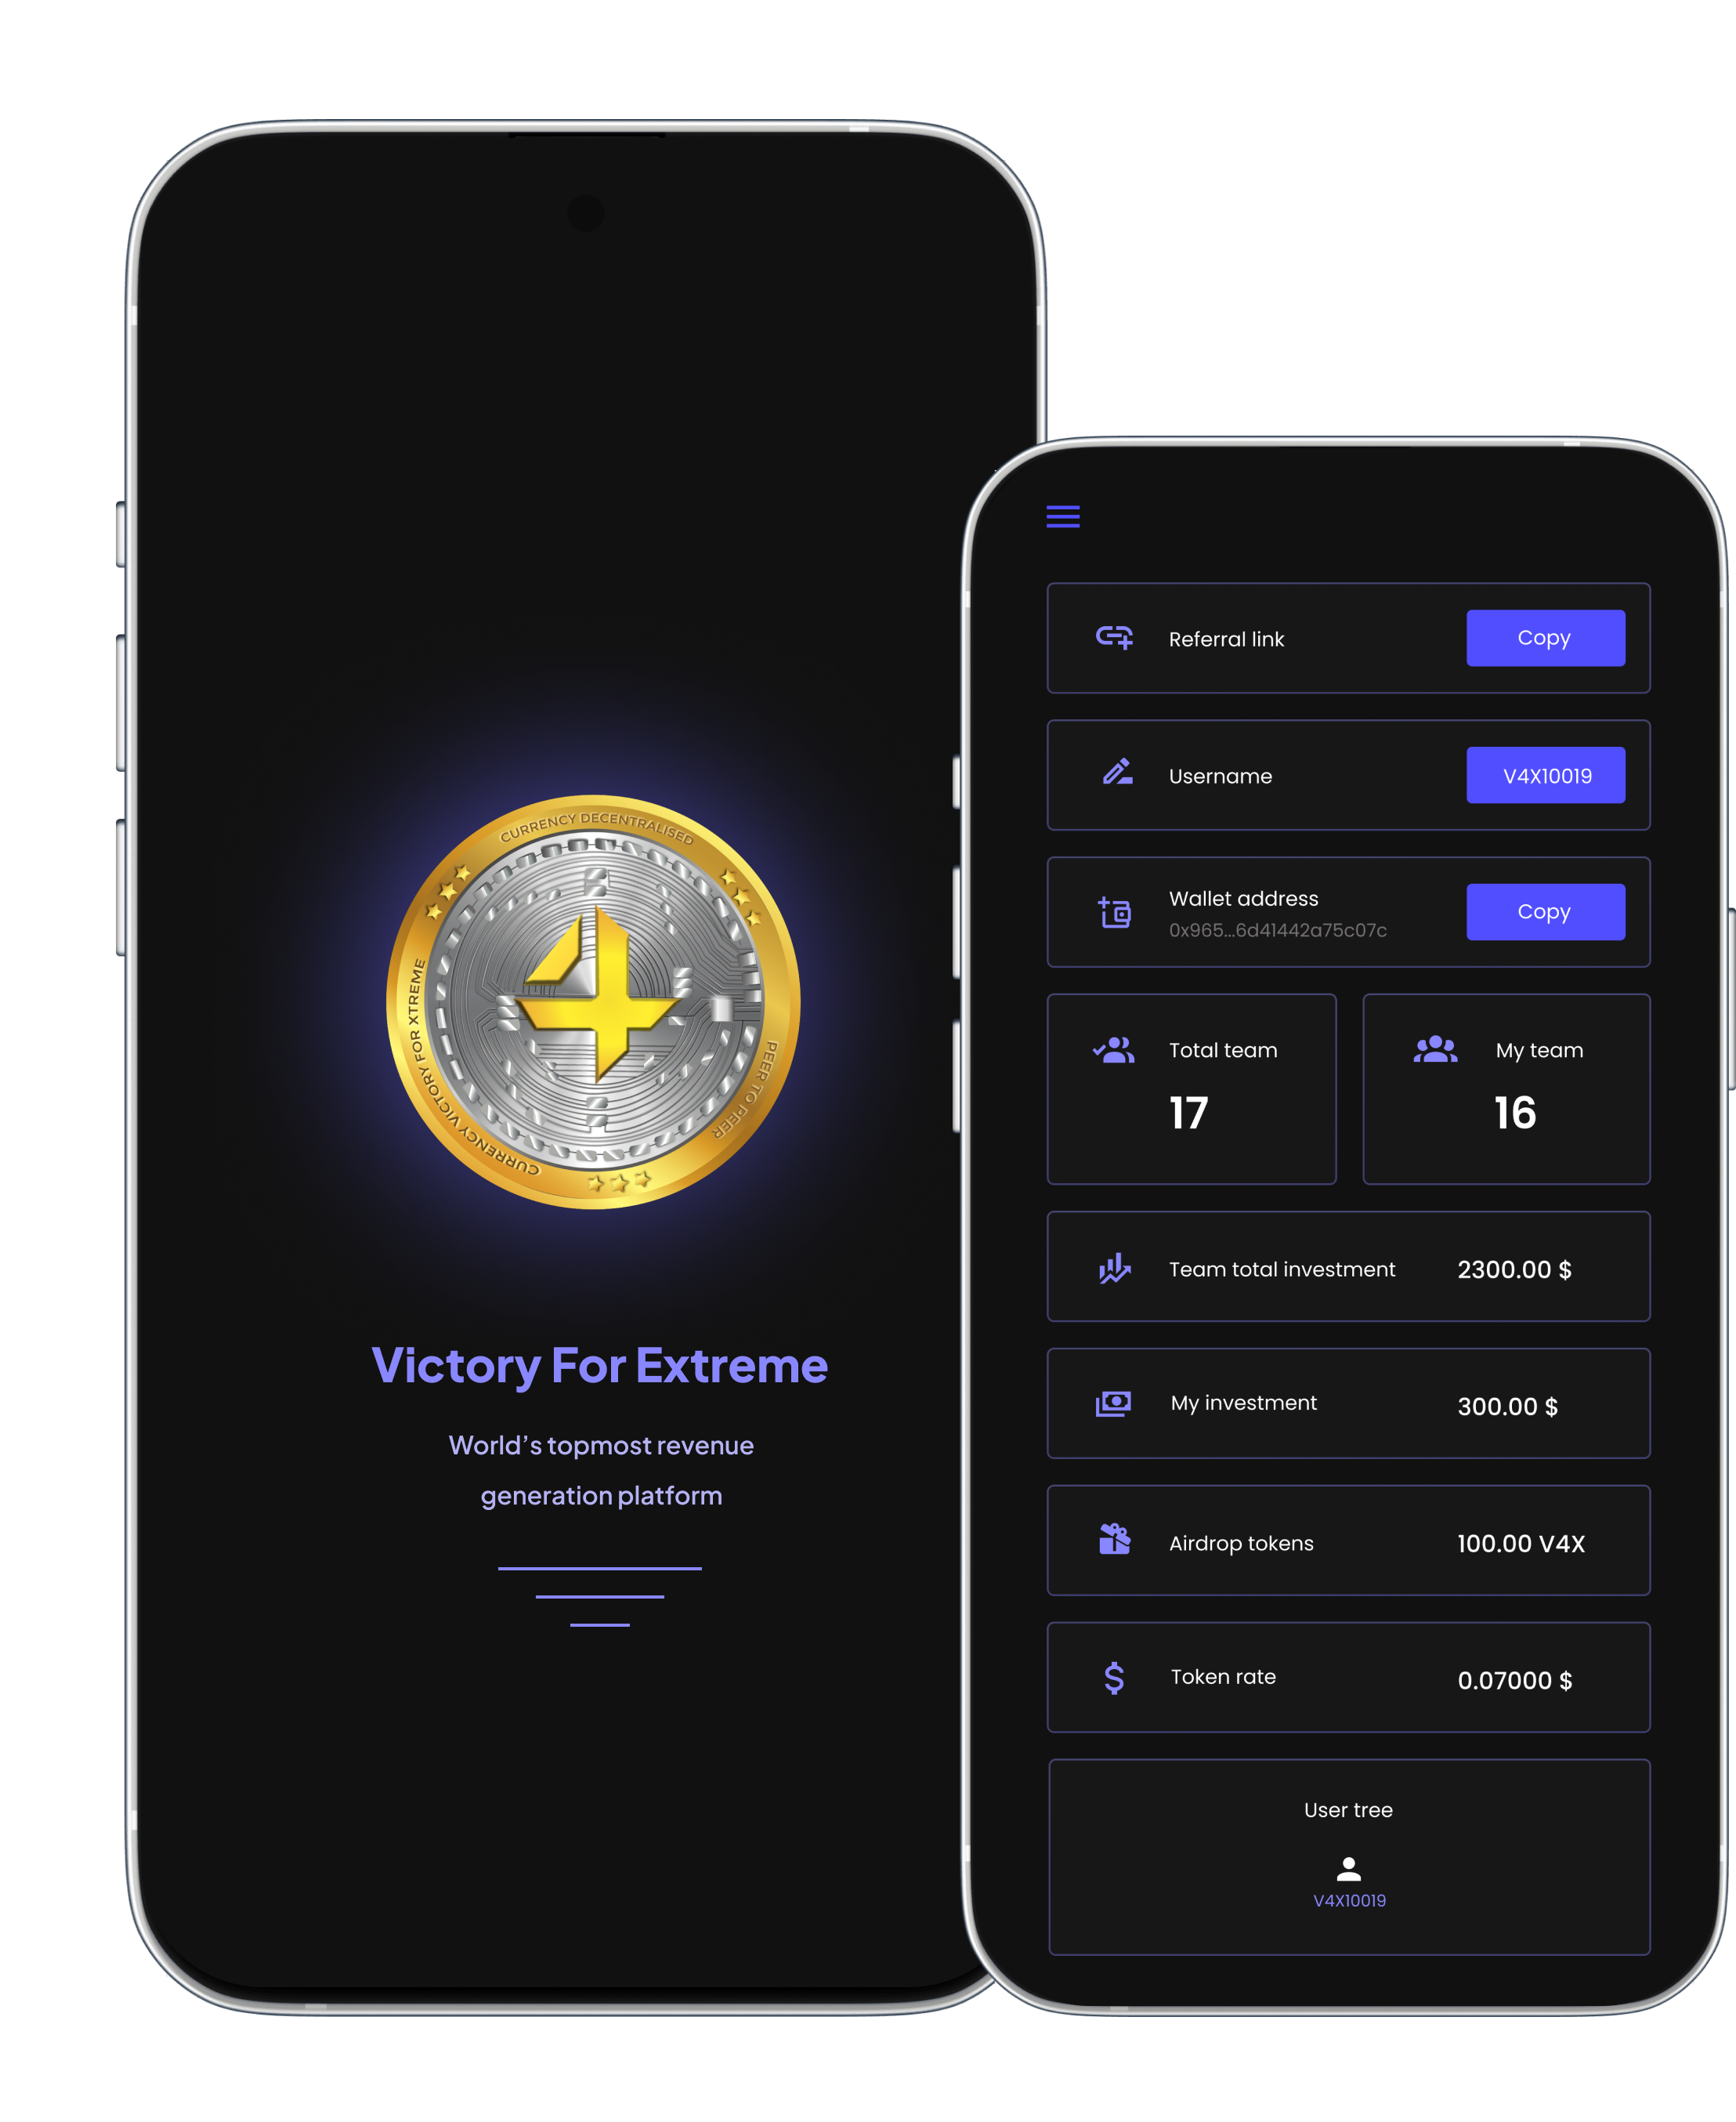 CURRENCY DECENTRALISED
CURRENCY VICTORY FOR XTREME
PEER TO PEER
Victory For Extreme
World’s topmost revenue
generation platform
Referral link
Copy
Username
V4X10019
Wallet address
0x965...6d41442a75c07c
Copy
Total team
17
My team
16
Team total investment
2300.00 $
My investment
300.00 $
Airdrop tokens
100.00 V4X
Token rate
0.07000 $
User tree
V4X10019